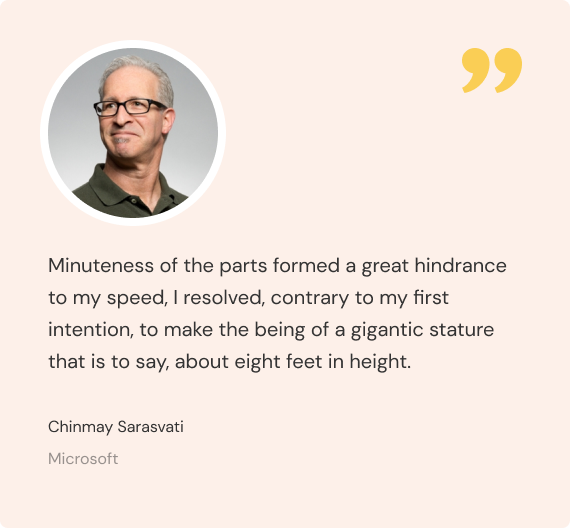 Minuteness of the parts formed a great hindrance
to my speed, I resolved, contrary to my first
intention, to make the being of a gigantic stature
that is to say, about eight feet in height.
Chinmay Sarasvati
Microsoft